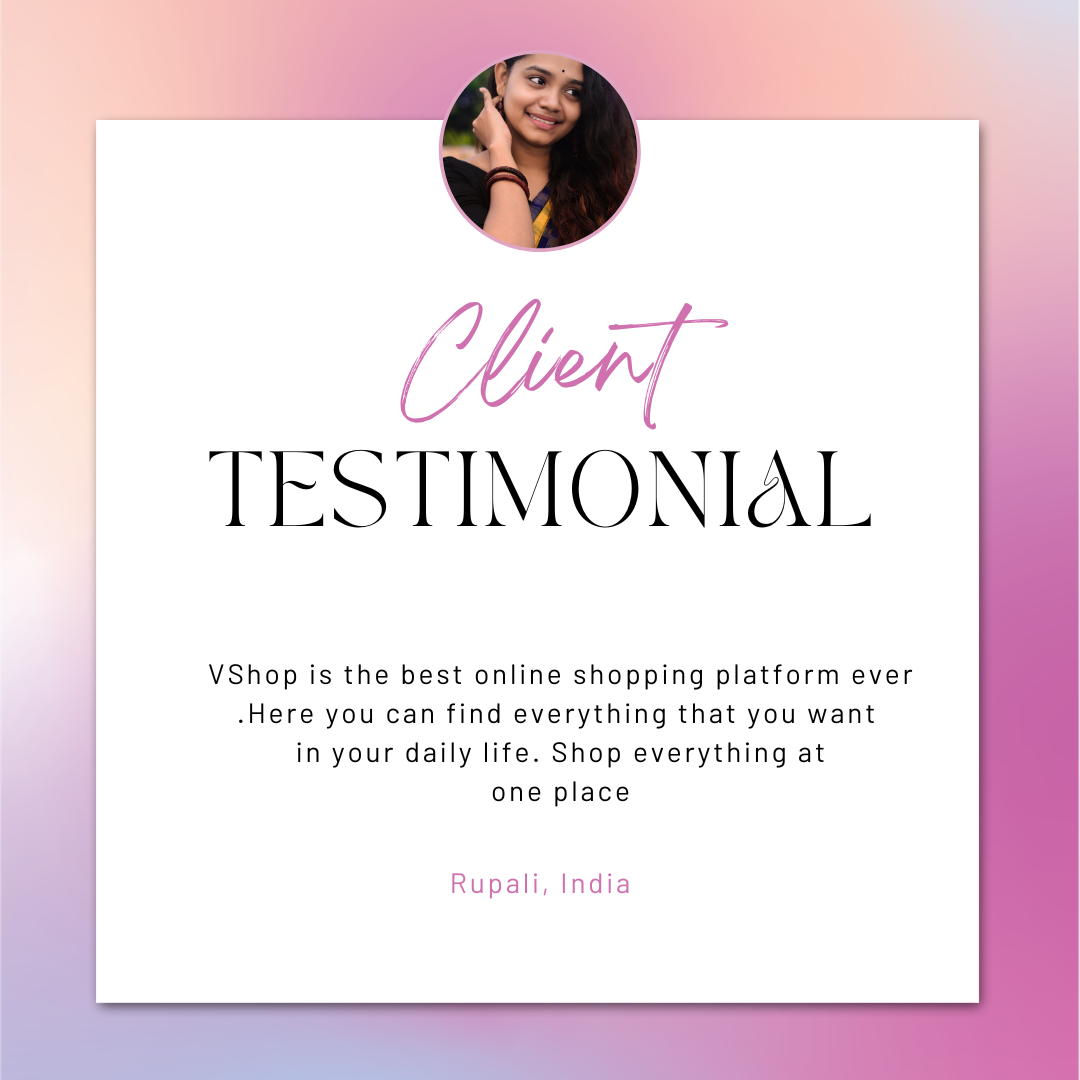 Client
TESTIMONIAL
VShop is the best online shopping platform ever
.Here you can find everything that you want
in your daily life. Shop everything at
one place
Rupali, India